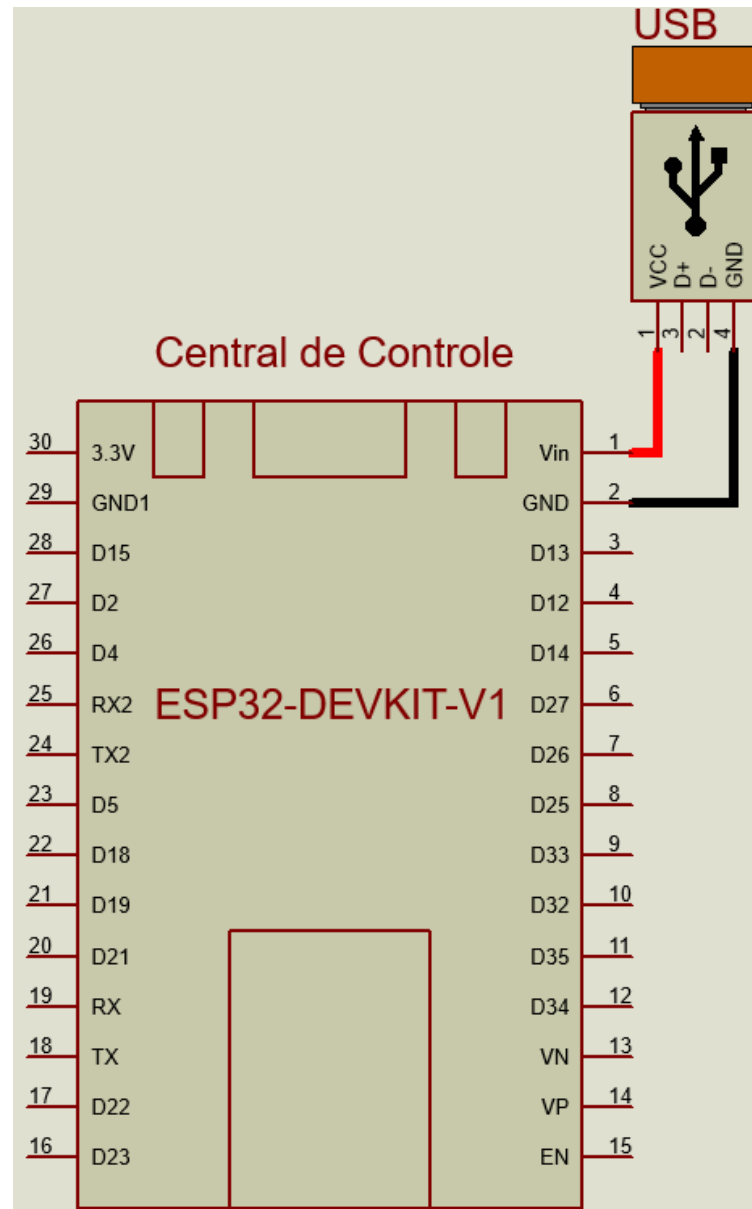 USB
VCC
D+
D-
GND
1
3
2
4
Central de Controle
30 3.3V Vin 1
29 GND1 GND 2
28 D15 D13 3
27 D2 D12 4
26 D4 D14 5
25 RX2 ESP32-DEVKIT-V1 D27 6
24 TX2 D26 7
23 D5 D25 8
22 D18 D33 9
21 D19 D32 10
20 D21 D35 11
19 RX D34 12
18 TX VN 13
17 D22 VP 14
16 D23 EN 15